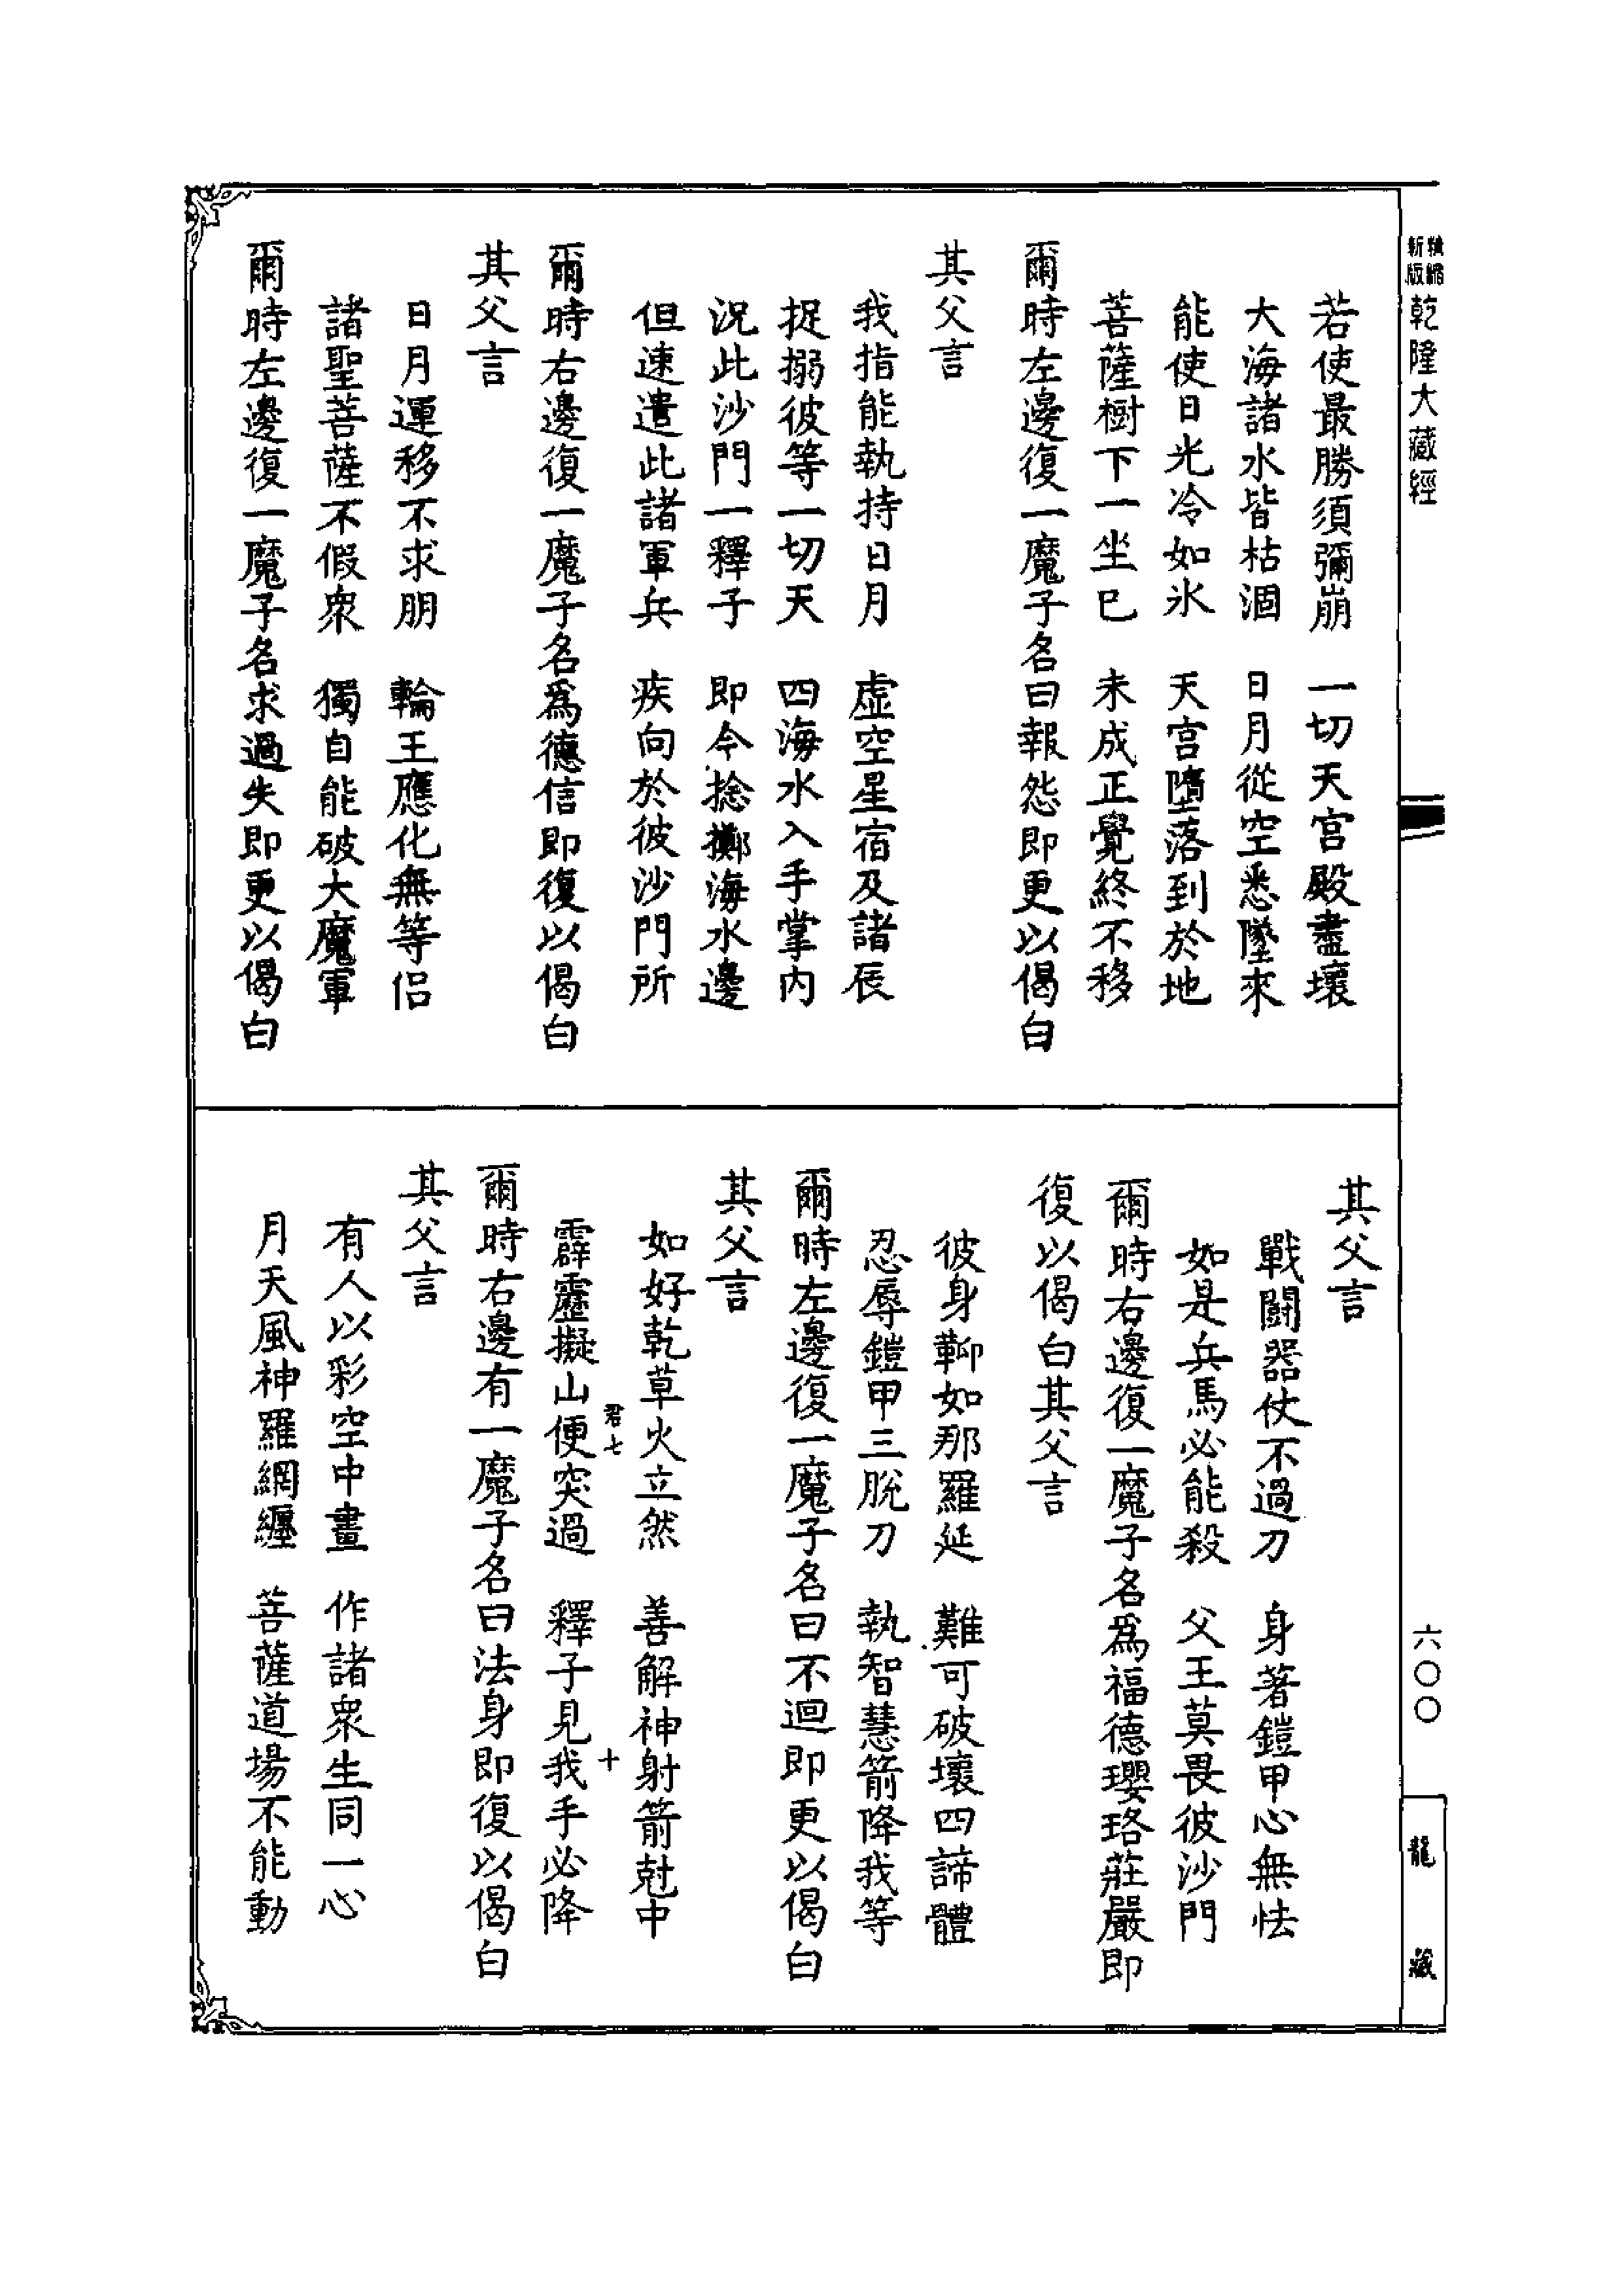 精縮
新版
乾隆大藏經
若使最勝須彌崩　一切天宮殿盡壞
大海諸水皆枯涸　日月從空悉墜來
能使日光冷如氷　天宮墮落到於地
菩薩樹下一坐已　未成正覺終不移
爾時左邊復一魔子名曰報怨即更以偈白
其父言
我指能執持日月　虛空星宿及諸辰
捉搦彼等一切天　四海水入手掌內
況此沙門一釋子　即令捻擲海水邊
但速遣此諸軍兵　疾向於彼沙門所
爾時右邊復一魔子名爲德信即復以偈白
其父言
日月運移不求朋　輪王應化無等侶
諸聖菩薩不假衆　獨自能破大魔軍
爾時左邊復一魔子名求過失即更以偈白
其父言
戰鬪器仗不過刀　身著鎧甲心無怯
如是兵馬必能殺　父王莫畏彼沙門
爾時右邊復一魔子名爲福德瓔珞莊嚴即
復以偈白其父言
彼身鞕如那羅延　難可破壞四諦體
忍辱鎧甲三脫刀　執智慧箭降我等
爾時左邊復一魔子名曰不迴即更以偈白
其父言
如好乾草火立然　善解神射箭尅中
霹靂擬山便突過　釋子見我手必降
君七
十
爾時右邊有一魔子名曰法身即復以偈白
其父言
有人以彩空中畫　作諸衆生同一心
月天風神羅網纏　菩薩道場不能動
六〇〇
龍藏